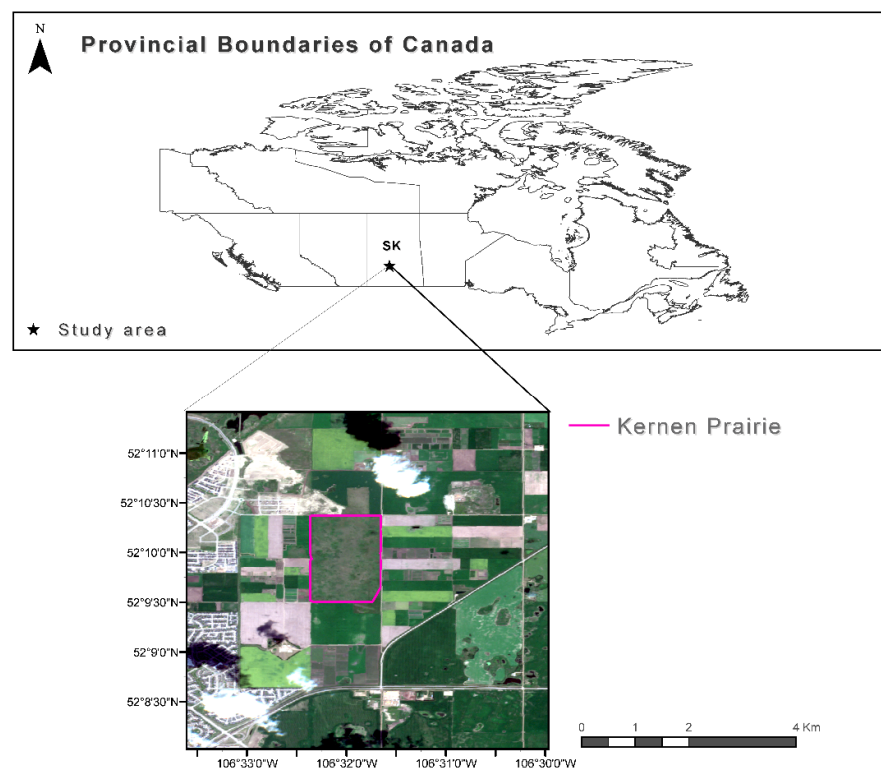 N
Provincial Boundaries of Canada
SK
Study area
Kernen Prairie
52°11'0"N
52°10'30"N
52°10'0"N
52°9'30"N
52°9'0"N
52°8'30"N
106°33'0"W 106°32'0"W 106°31'0"W 106°30'0"W
0 1 2 4 Km